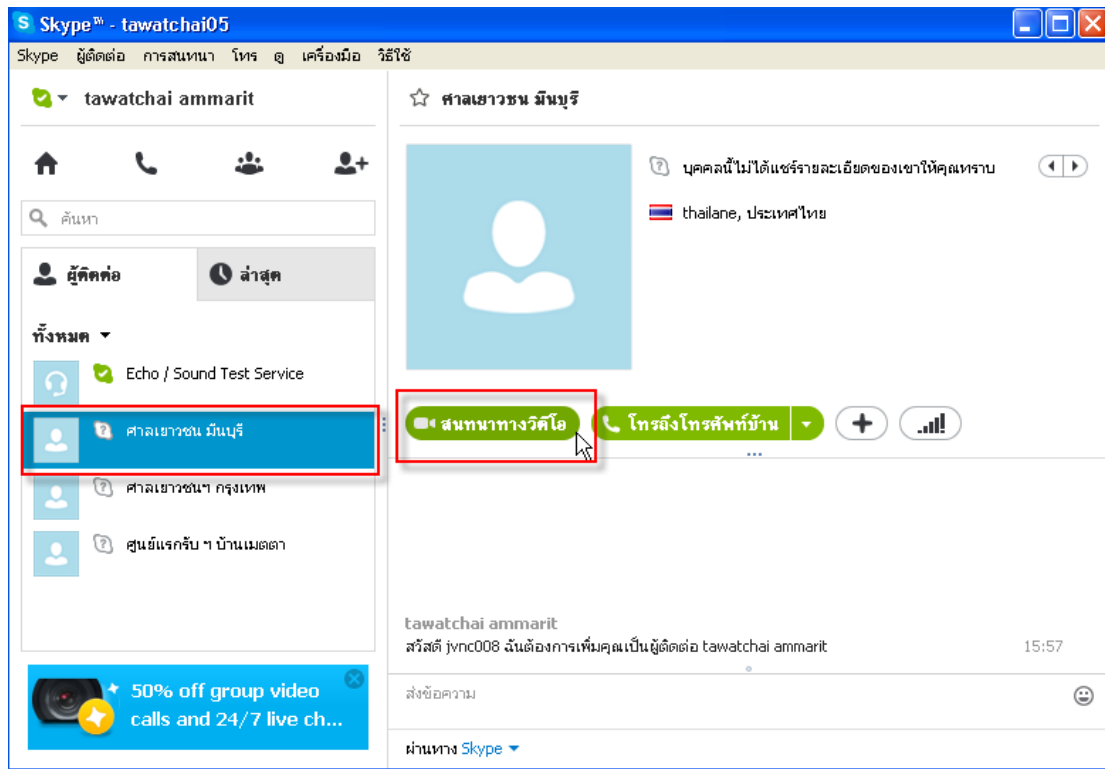 Skype™ - tawatchai05
Skype ผู้ติดต่อ การสนทนา โทร ดู เครื่องมือ วิธีใช้
tawatchai ammarit
ค้นหา
ผู้ติดต่อ
ล่าสุด
ทั้งหมด
Echo / Sound Test Service
ศาลเยาวชน มีนบุรี
ศาลเยาวชนฯ กรุงเทพ
ศูนย์แรกรับ ฯ บ้านเมตตา
50% off group video
calls and 24/7 live ch...
ศาลเยาวชน มีนบุรี
บุคคลนี้ไม่ได้แชร์รายละเอียดของเขาให้คุณทราบ
thailane, ประเทศไทย
สนทนาทางวิดีโอ
โทรถึงโทรศัพท์บ้าน
tawatchai ammarit
สวัสดี jvnc008 ฉันต้องการเพิ่มคุณเป็นผู้ติดต่อ tawatchai ammarit
15:57
ส่งข้อความ
ผ่านทาง Skype